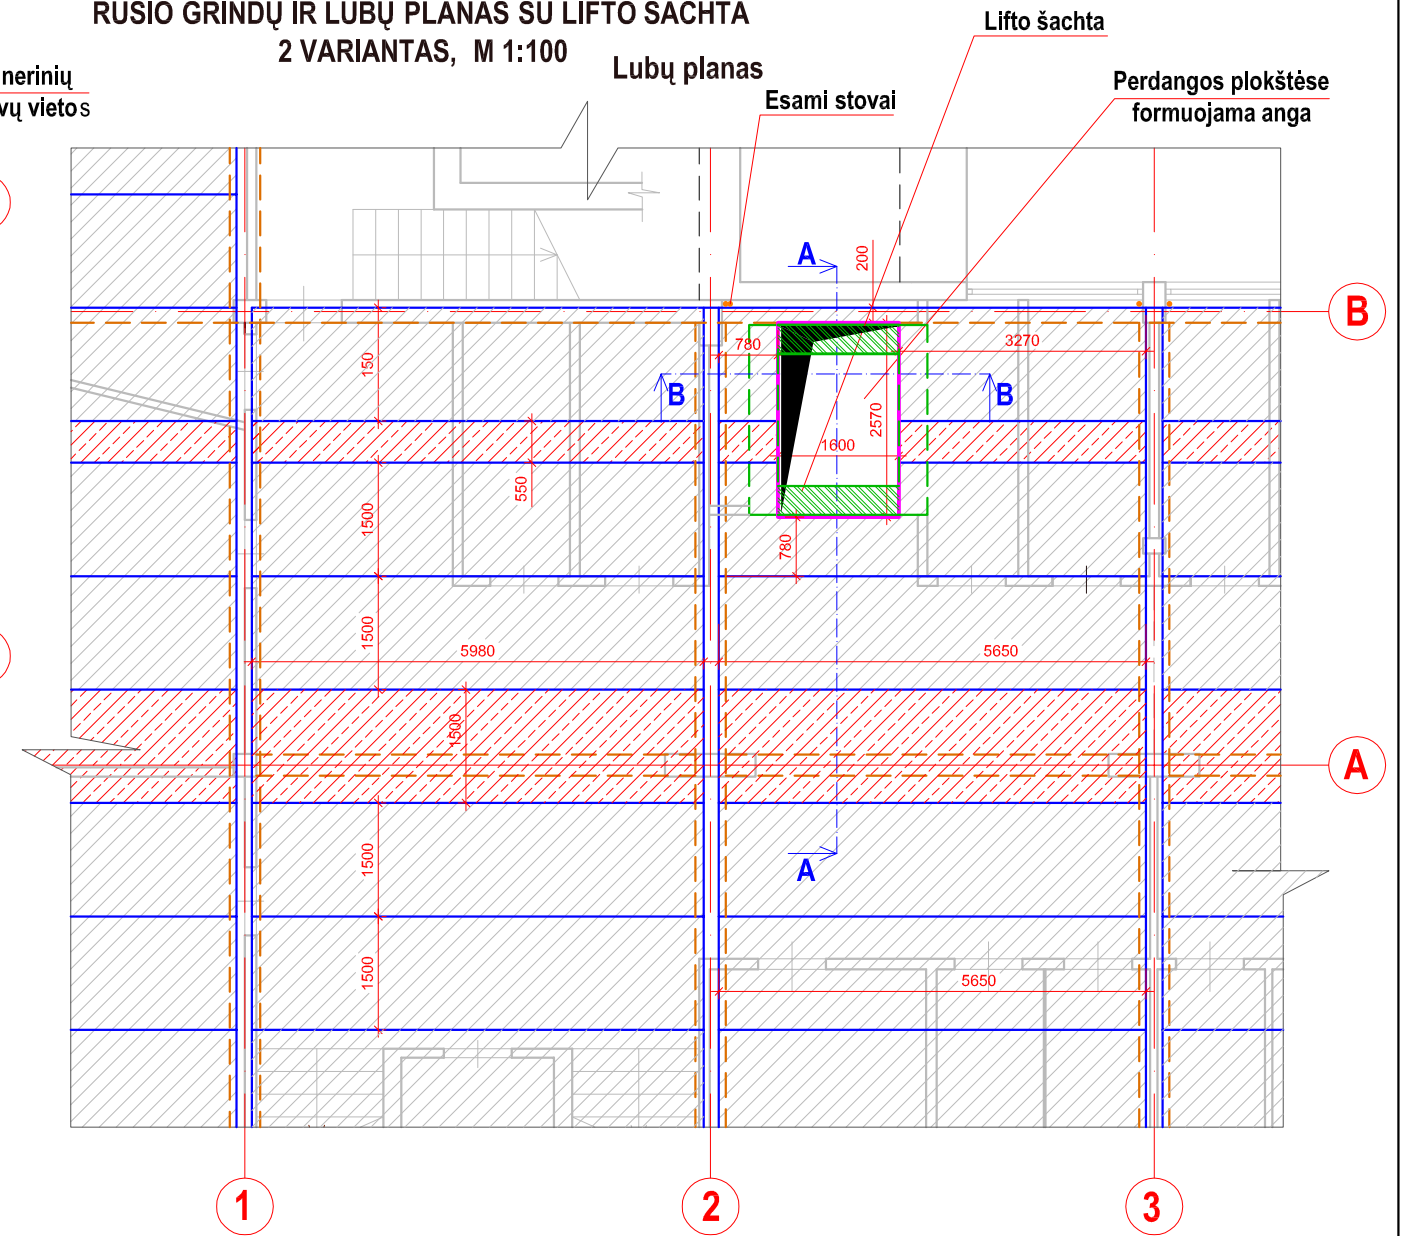 RUSIO GRINDŲ IR LUBŲ PLANAS SU LIFTO SACHTA
2 VARIANTAS, M 1:100
Lubų planas
nerinių
vų vietos
Lifto šachta
Esami stovai
Perdangos plokštėse
formuojama anga
A
200
B
780
3270
150
B
B
2570
1600
550
1500
780
1500
5980
5650
1500
A
A
1500
1500
5650
1
2
3